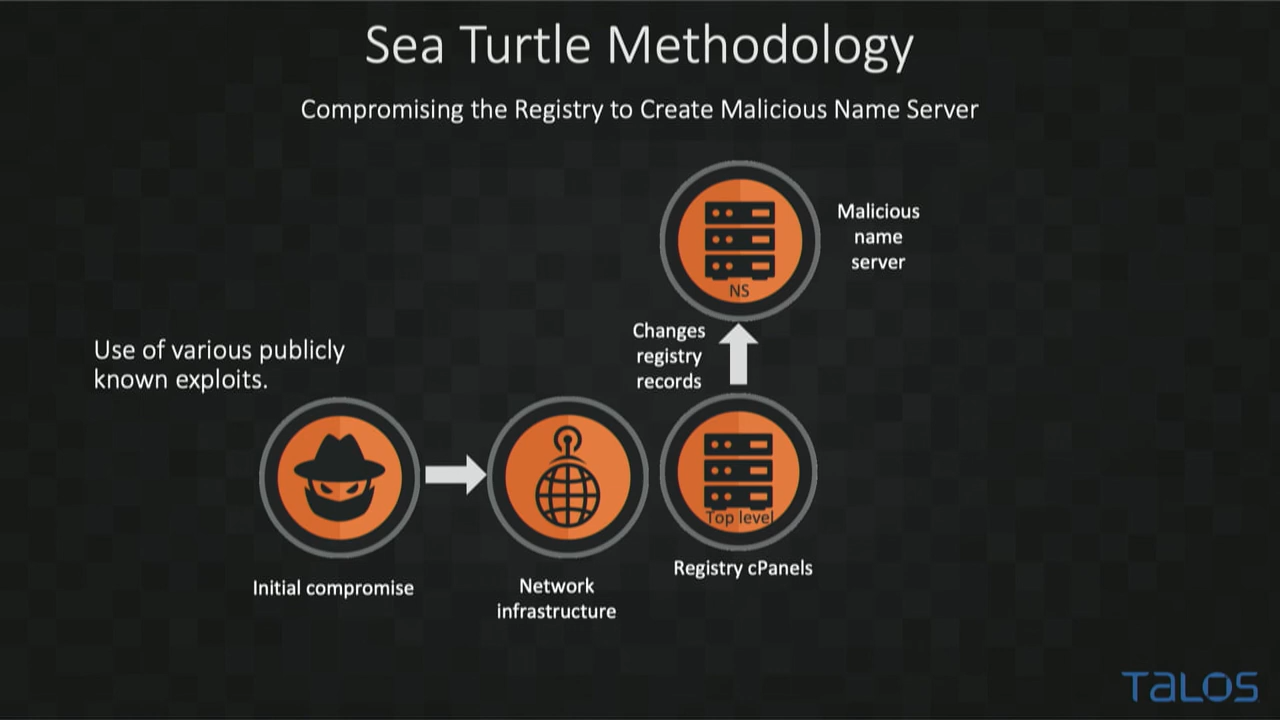 Sea Turtle Methodology
Compromising the Registry to Create Malicious Name Server
Malicious
name
server
NS
Changes
registry
records
Use of various publicly
known exploits.
Top level
Registry cPanels
Initial compromise
Network
infrastructure
TALOS